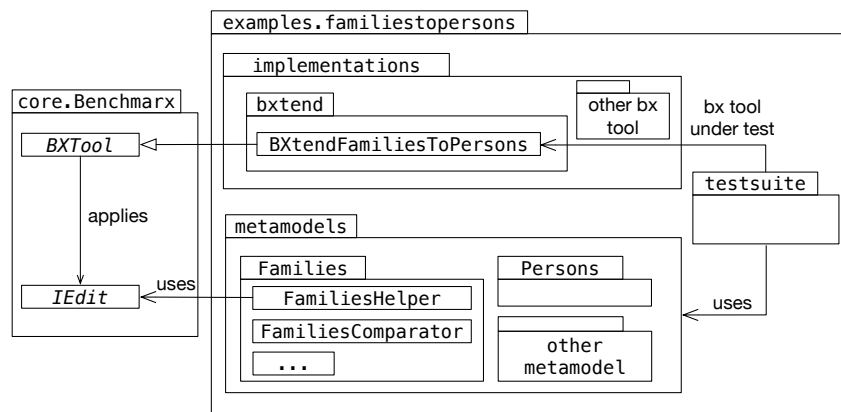 examples.familiestopersons
implementations
core.Benchmarx
bxtend
other bx
tool
bx tool
under test
BXTool
BXtendFamiliesToPersons
testsuite
applies
metamodels
Families
Persons
IEdit
uses
FamiliesHelper
uses
FamiliesComparator
other
metamodel
...